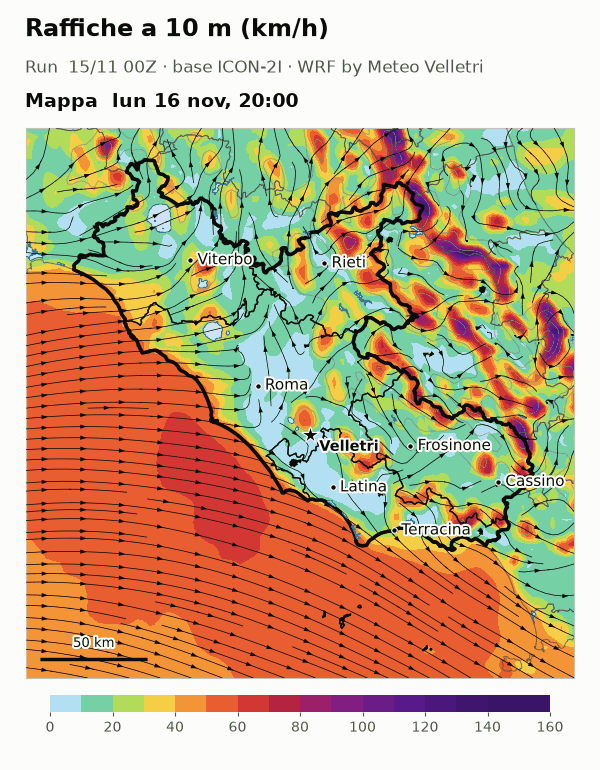 Raffiche a 10 m (km/h)
Run  15/11 00Z · base ICON-2I · WRF by Meteo Velletri
Mappa  lun 16 nov, 20:00
Viterbo
Rieti
Roma
Velletri
Frosinone
Cassino
Latina
Terracina
50 km
0 20 40 60 80 100 120 140 160